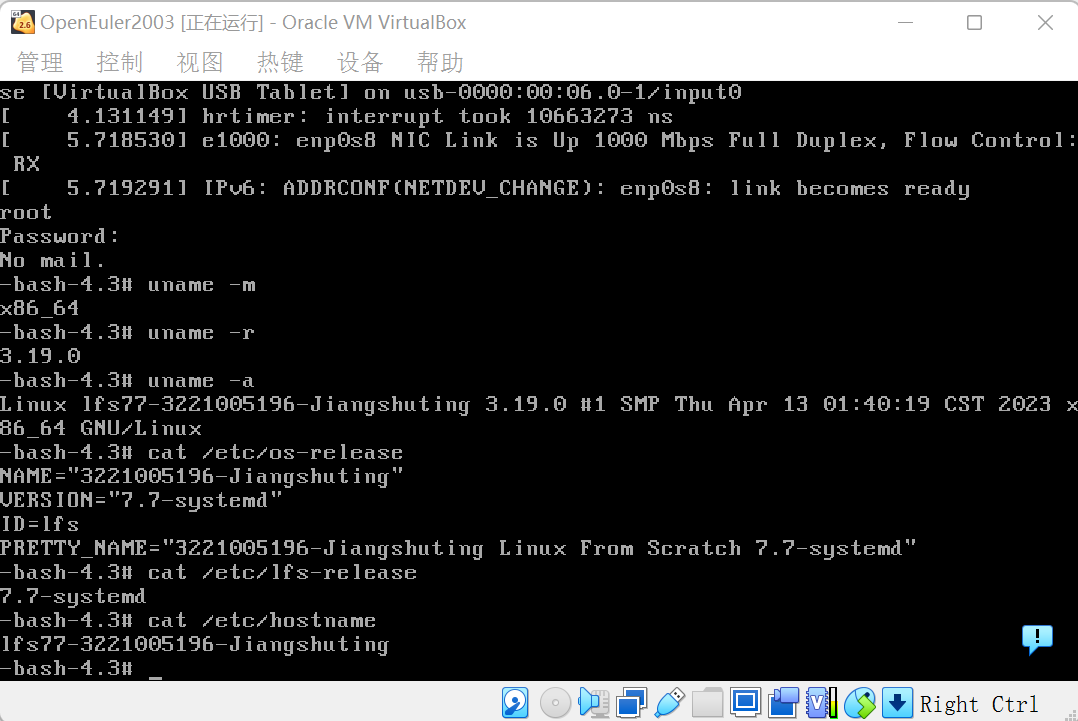 OpenEuler2003 [正在运行] - Oracle VM VirtualBox
管理 控制 视图 热键 设备 帮助
se [VirtualBox USB Tablet] on usb-0000:00:06.0-1/input0
[    4.131149] hrtimer: interrupt took 10663273 ns
[    5.718530] e1000: enp0s8 NIC Link is Up 1000 Mbps Full Duplex, Flow Control:
 RX
[    5.719291] IPv6: ADDRCONF(NETDEV_CHANGE): enp0s8: link becomes ready
root
Password:
No mail.
-bash-4.3# uname -m
x86_64
-bash-4.3# uname -r
3.19.0
-bash-4.3# uname -a
Linux lfs77-3221005196-Jiangshuting 3.19.0 #1 SMP Thu Apr 13 01:40:19 CST 2023 x
86_64 GNU/Linux
-bash-4.3# cat /etc/os-release
NAME="3221005196-Jiangshuting"
VERSION="7.7-systemd"
ID=lfs
PRETTY_NAME="3221005196-Jiangshuting Linux From Scratch 7.7-systemd"
-bash-4.3# cat /etc/lfs-release
7.7-systemd
-bash-4.3# cat /etc/hostname
lfs77-3221005196-Jiangshuting
-bash-4.3# _
Right Ctrl